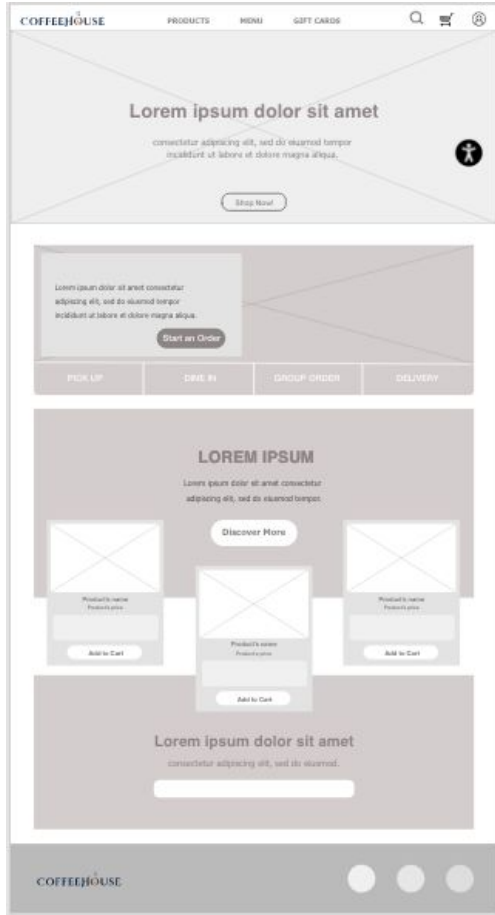 COFFEEHOUSE
PRODUCTS MENU GIFT CARDS
Lorem ipsum dolor sit amet
consectetur adipiscing elit, sed do eiusmod tempor
incididunt ut labore et dolore magna aliqua.
Shop Now!
Lorem ipsum dolor sit amet consectetur
adipiscing elit, sed do eiusmod tempor
incididunt ut labore et dolore magna aliqua.
Start an Order
PICK UP DINE IN GROUP ORDER DELIVERY
LOREM IPSUM
Lorem ipsum dolor sit amet consectetur
adipiscing elit, sed do eiusmod tempor.
Discover More
Product's name
Product's price
Add to Cart
Product's name
Product's price
Add to Cart
Product's name
Product's price
Add to Cart
Lorem ipsum dolor sit amet
consectetur adipiscing elit, sed do eiusmod.
COFFEEHOUSE